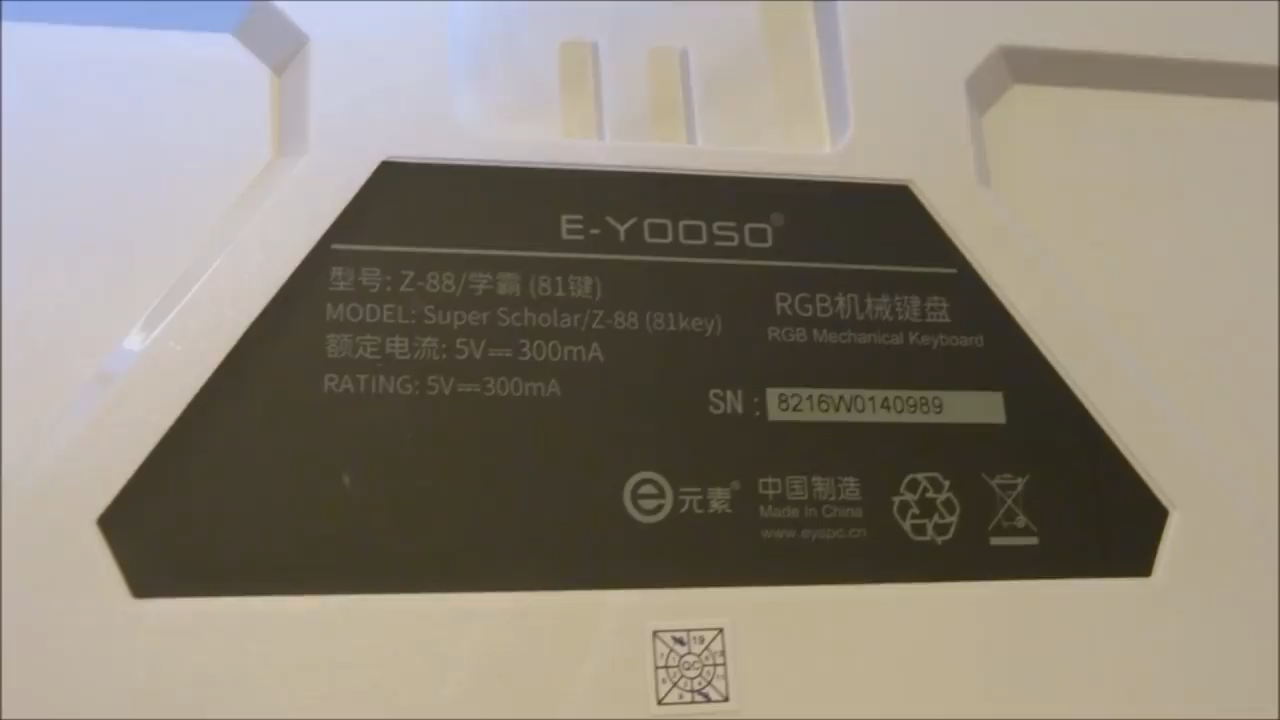 E-YOOSO®
型号: Z-88/学霸 (81键)
MODEL: Super Scholar/Z-88 (81key)
额定电流: 5V⎓300mA
RATING: 5V⎓300mA
RGB机械键盘
RGB Mechanical Keyboard
SN : 8216W0140989
e元素®
中国制造
Made In China
www.eyspc.cn
19
QC